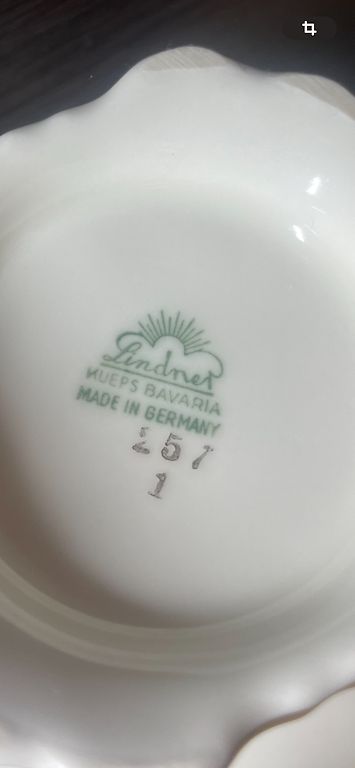 Lindner
KUEPS BAVARIA
MADE IN GERMANY
257
1